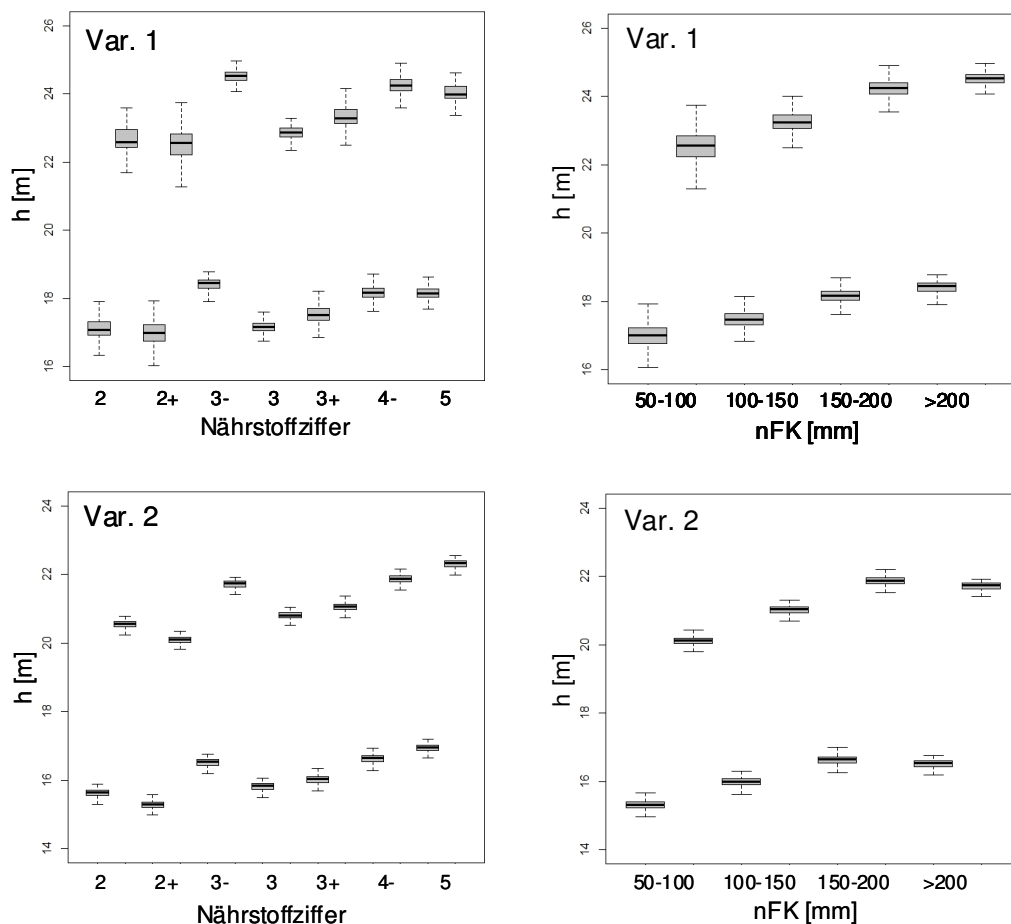 Var. 1
26
24
22
20
18
16
h [m]
2 2+ 3- 3 3+ 4- 5
Nährstoffziffer
Var. 1
26
24
22
20
18
16
h [m]
50-100 100-150 150-200 >200
nFK [mm]
Var. 2
24
22
20
18
16
14
h [m]
2 2+ 3- 3 3+ 4- 5
Nährstoffziffer
Var. 2
24
22
20
18
16
14
h [m]
50-100 100-150 150-200 >200
nFK [mm]